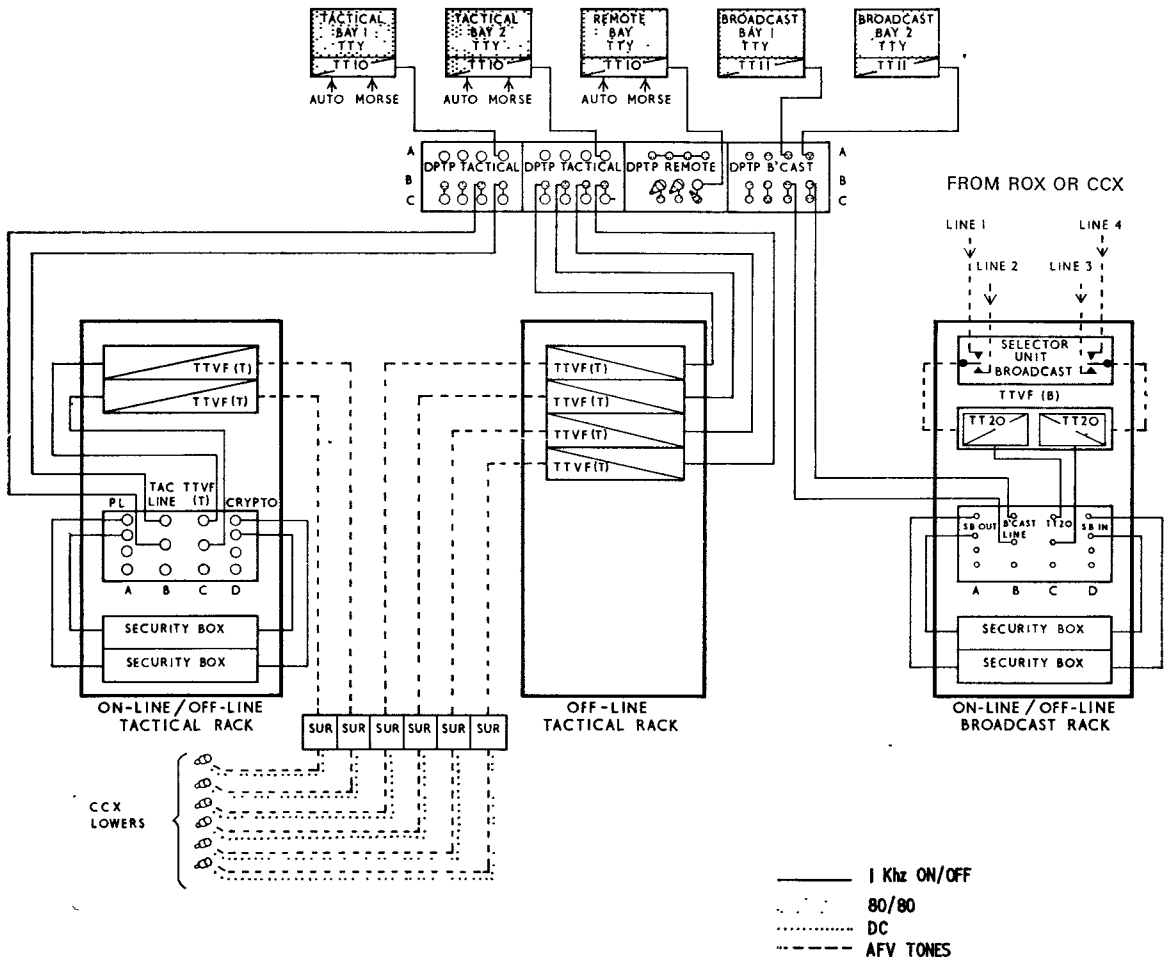 TACTICAL BAY 1 TTY
TT10
TACTICAL BAY 2 TTY
TT10
REMOTE BAY TTY
TT10
BROADCAST BAY 1 TTY
TT11
BROADCAST BAY 2 TTY
TT11
AUTO MORSE
AUTO MORSE
AUTO MORSE
A
DPTP TACTICAL
DPTP TACTICAL
DPTP REMOTE
DPTP B'CAST
A
B
B
C
C
FROM ROX OR CCX
LINE 1
LINE 4
LINE 2
LINE 3
SELECTOR
UNIT
BROADCAST
TTVF (B)
TT20
TT20
TTVF (T)
TTVF (T)
TTVF (T)
TTVF (T)
TTVF (T)
TTVF (T)
PL
TAC LINE
TTVF (T)
CRYPTO
A B C D
SECURITY BOX
SECURITY BOX
ON-LINE/OFF-LINE
TACTICAL RACK
OFF-LINE
TACTICAL RACK
SB OUT
B'CAST LINE
TT20
SB IN
A B C D
SECURITY BOX
SECURITY BOX
ON-LINE/OFF-LINE
BROADCAST RACK
SUR SUR SUR SUR SUR SUR
CCX
LOWERS
1 Khz ON/OFF
80/80
DC
AFV TONES